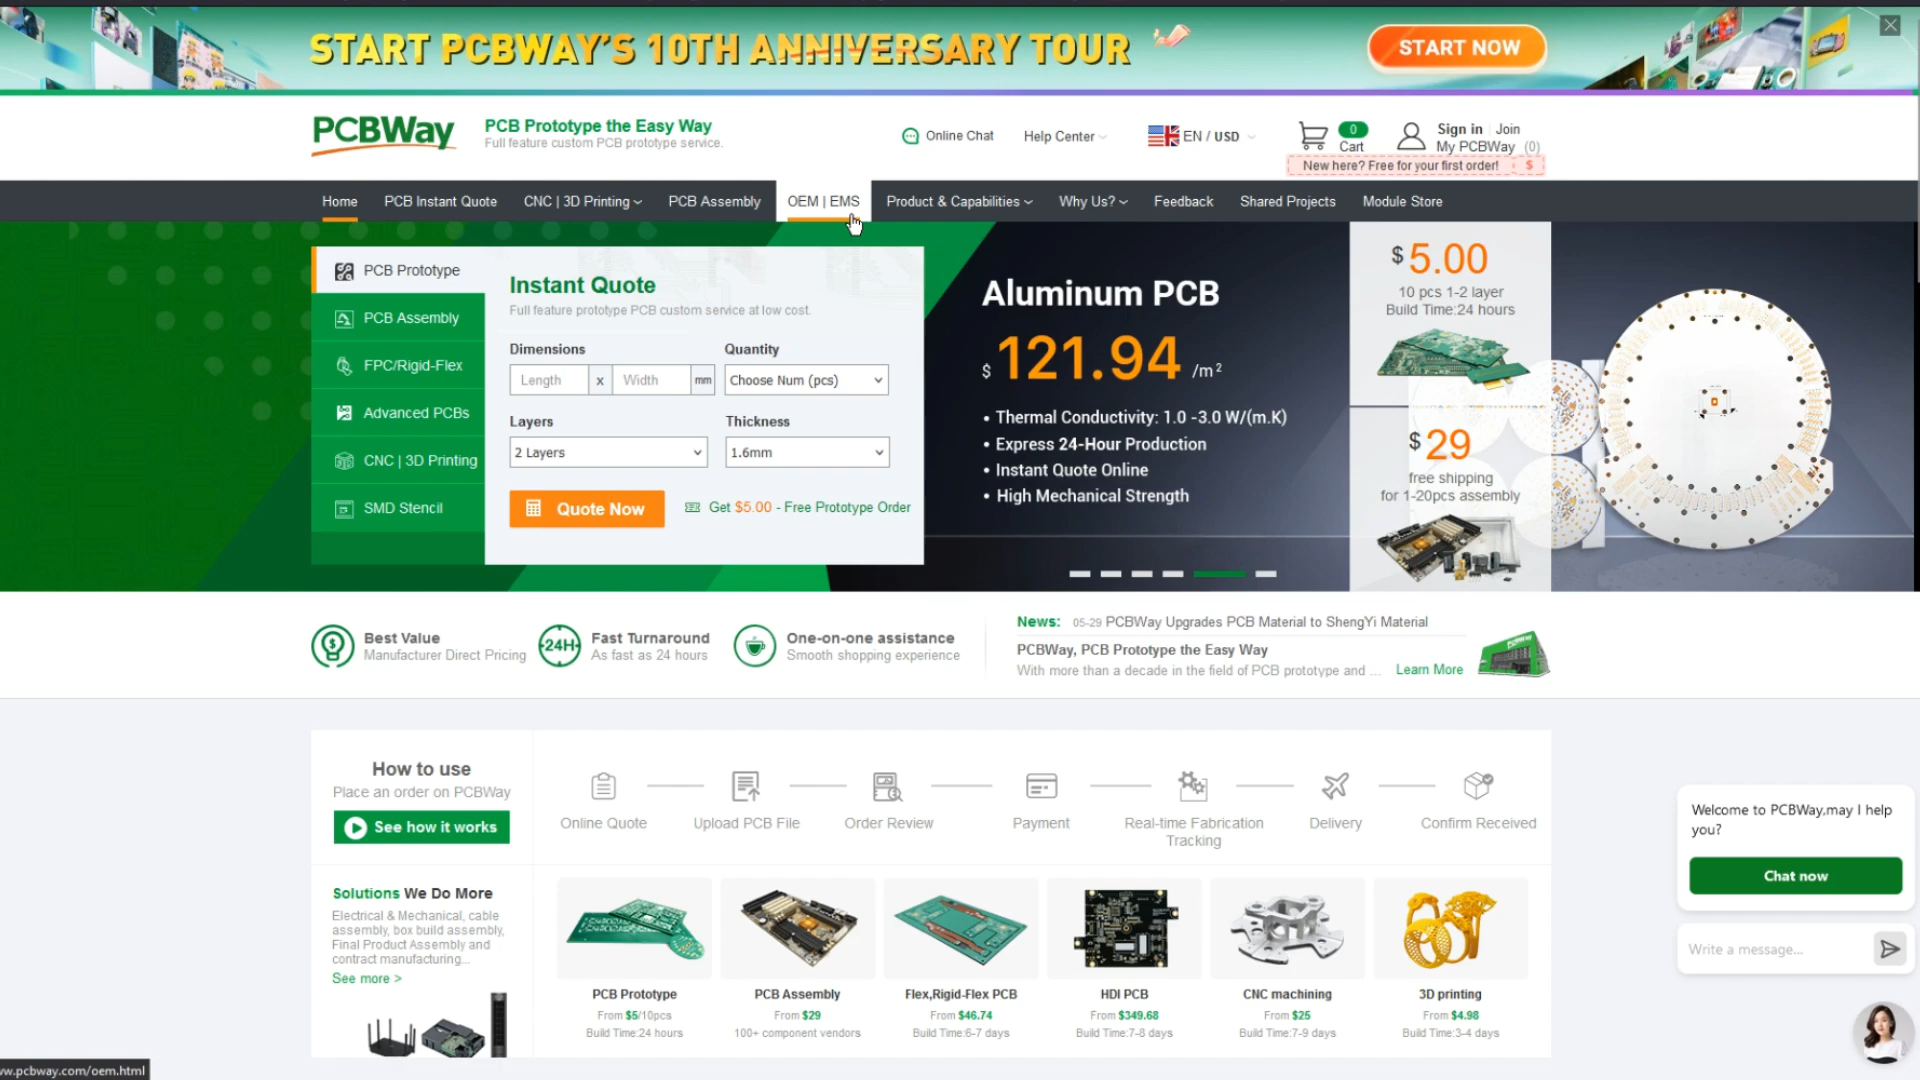 START PCBWAY'S 10TH ANNIVERSARY TOUR
START NOW
PCBWay
PCB Prototype the Easy Way
Full feature custom PCB prototype service.
Online Chat
Help Center
EN / USD
0
Cart
Sign in | Join
My PCBWay (0)
New here? Free for your first order! $
Home
PCB Instant Quote
CNC | 3D Printing
PCB Assembly
OEM | EMS
Product & Capabilities
Why Us?
Feedback
Shared Projects
Module Store
PCB Prototype
PCB Assembly
FPC/Rigid-Flex
Advanced PCBs
CNC | 3D Printing
SMD Stencil
Instant Quote
Full feature prototype PCB custom service at low cost.
Dimensions
Quantity
Length x Width mm
Choose Num (pcs)
Layers
Thickness
2 Layers
1.6mm
Quote Now
Get $5.00 - Free Prototype Order
Aluminum PCB
$ 121.94 /m²
• Thermal Conductivity: 1.0 -3.0 W/(m.K)
• Express 24-Hour Production
• Instant Quote Online
• High Mechanical Strength
$5.00
10 pcs 1-2 layer
Build Time:24 hours
$29
free shipping
for 1-20pcs assembly
Best Value
Manufacturer Direct Pricing
24H
Fast Turnaround
As fast as 24 hours
One-on-one assistance
Smooth shopping experience
News: 05-29 PCBWay Upgrades PCB Material to ShengYi Material
PCBWay, PCB Prototype the Easy Way
With more than a decade in the field of PCB prototype and ... Learn More
How to use
Place an order on PCBWay
See how it works
Online Quote
Upload PCB File
Order Review
Payment
Real-time Fabrication
Tracking
Delivery
Confirm Received
Solutions We Do More
Electrical & Mechanical, cable
assembly, box build assembly,
Final Product Assembly and
contract manufacturing...
See more >
PCB Prototype
From $5/10pcs
Build Time:24 hours
PCB Assembly
From $29
100+ component vendors
Flex,Rigid-Flex PCB
From $46.74
Build Time:6-7 days
HDI PCB
From $349.68
Build Time:7-8 days
CNC machining
From $25
Build Time:7-9 days
3D printing
From $4.98
Build Time:3-4 days
Welcome to PCBWay,may I help
you?
Chat now
Write a message...
ww.pcbway.com/oem.html